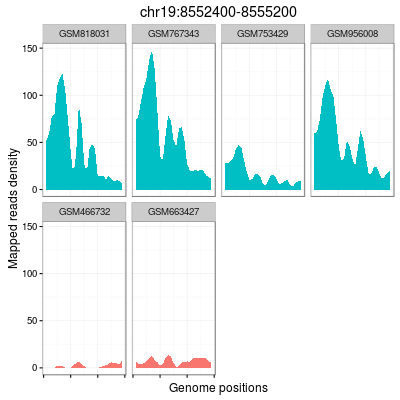 chr19:8552400-8555200
GSM818031 GSM767343 GSM753429 GSM956008
150
100
50
0
GSM466732 GSM663427
150
100
50
0
Mapped reads density
Genome positions